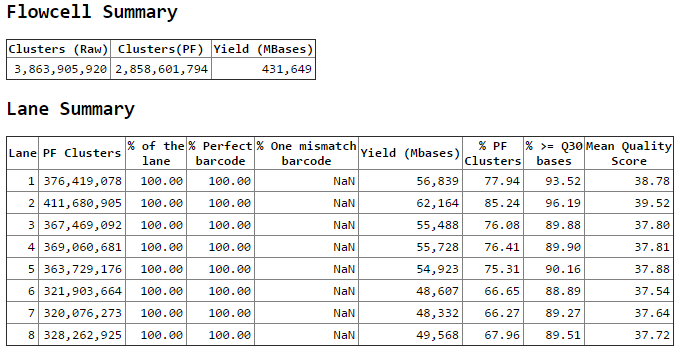 Flowcell Summary
Clusters (Raw) Clusters(PF) Yield (MBases)
3,863,905,920 2,858,601,794 431,649
Lane Summary
Lane PF Clusters % of the lane % Perfect barcode % One mismatch barcode Yield (Mbases) % PF Clusters % >= Q30 bases Mean Quality Score
1 376,419,078 100.00 100.00 NaN 56,839 77.94 93.52 38.78
2 411,680,905 100.00 100.00 NaN 62,164 85.24 96.19 39.52
3 367,469,092 100.00 100.00 NaN 55,488 76.08 89.88 37.80
4 369,060,681 100.00 100.00 NaN 55,728 76.41 89.90 37.81
5 363,729,176 100.00 100.00 NaN 54,923 75.31 90.16 37.88
6 321,903,664 100.00 100.00 NaN 48,607 66.65 88.89 37.54
7 320,076,273 100.00 100.00 NaN 48,332 66.27 89.27 37.64
8 328,262,925 100.00 100.00 NaN 49,568 67.96 89.51 37.72